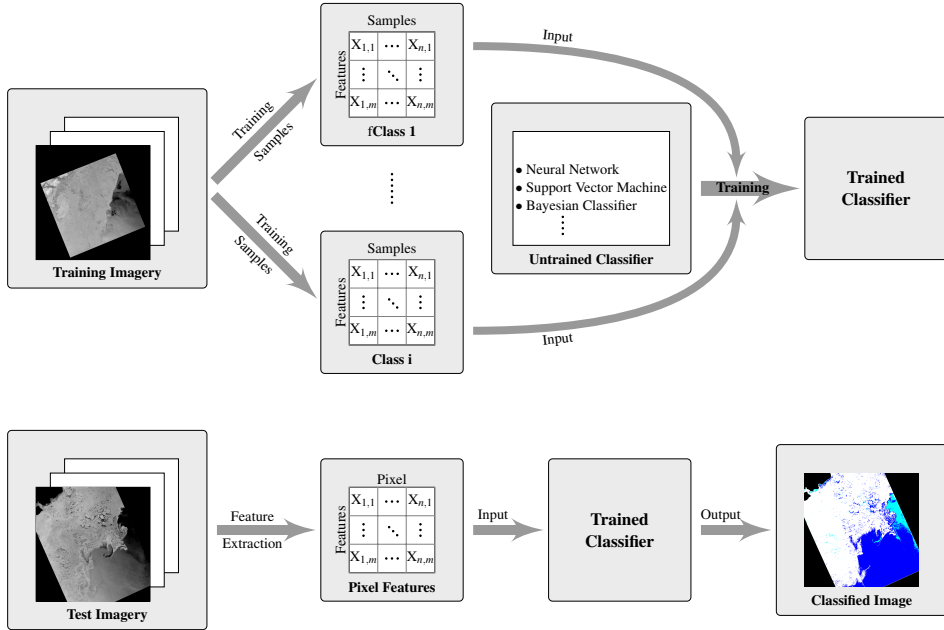 Samples
Features
X1,1 ⋯ Xn,1
⋮ ⋱ ⋮
X1,m ⋯ Xn,m
fClass 1
Training
Samples
Input
Training Imagery
Training
Samples
⋮
• Neural Network
• Support Vector Machine
• Bayesian Classifier
⋮
Untrained Classifier
Training
Trained
Classifier
Samples
Features
X1,1 ⋯ Xn,1
⋮ ⋱ ⋮
X1,m ⋯ Xn,m
Class i
Input
Test Imagery
Feature
Extraction
Pixel
Features
X1,1 ⋯ Xn,1
⋮ ⋱ ⋮
X1,m ⋯ Xn,m
Pixel Features
Input
Trained
Classifier
Output
Classified Image